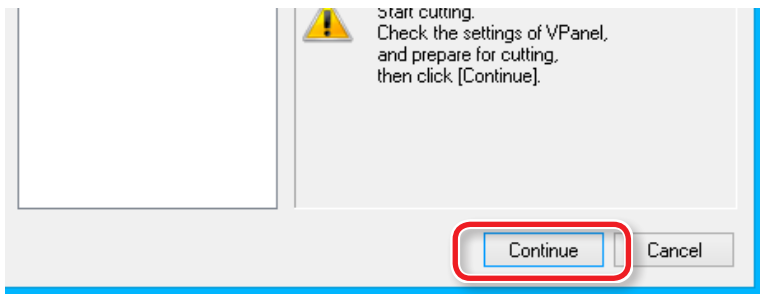 Start cutting.
Check the settings of VPanel,
and prepare for cutting,
then click [Continue].
Continue
Cancel